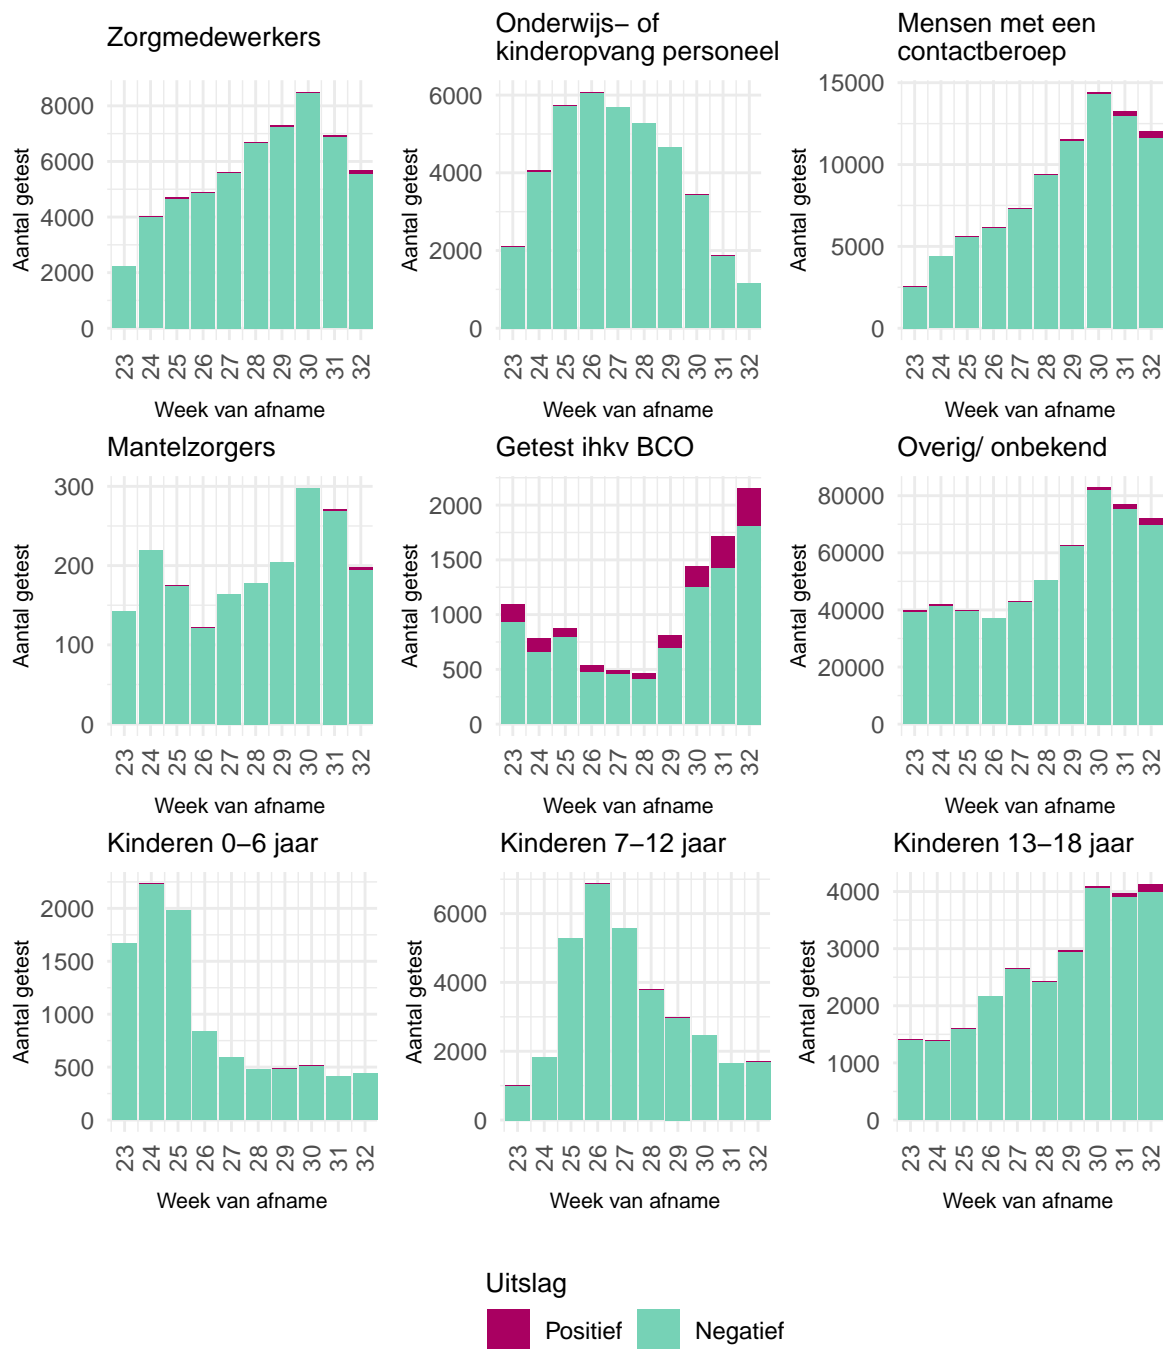 Zorgmedewerkers
Aantal getest
8000
6000
4000
2000
0
23 24 25 26 27 28 29 30 31 32
Week van afname
Onderwijs− of
kinderopvang personeel
Aantal getest
6000
4000
2000
0
23 24 25 26 27 28 29 30 31 32
Week van afname
Mensen met een
contactberoep
Aantal getest
15000
10000
5000
0
23 24 25 26 27 28 29 30 31 32
Week van afname
Mantelzorgers
Aantal getest
300
200
100
0
23 24 25 26 27 28 29 30 31 32
Week van afname
Getest ihkv BCO
Aantal getest
2000
1500
1000
500
0
23 24 25 26 27 28 29 30 31 32
Week van afname
Overig/ onbekend
Aantal getest
80000
60000
40000
20000
0
23 24 25 26 27 28 29 30 31 32
Week van afname
Kinderen 0−6 jaar
Aantal getest
2000
1500
1000
500
0
23 24 25 26 27 28 29 30 31 32
Week van afname
Kinderen 7−12 jaar
Aantal getest
6000
4000
2000
0
23 24 25 26 27 28 29 30 31 32
Week van afname
Kinderen 13−18 jaar
Aantal getest
4000
3000
2000
1000
0
23 24 25 26 27 28 29 30 31 32
Week van afname
Uitslag
Positief Negatief